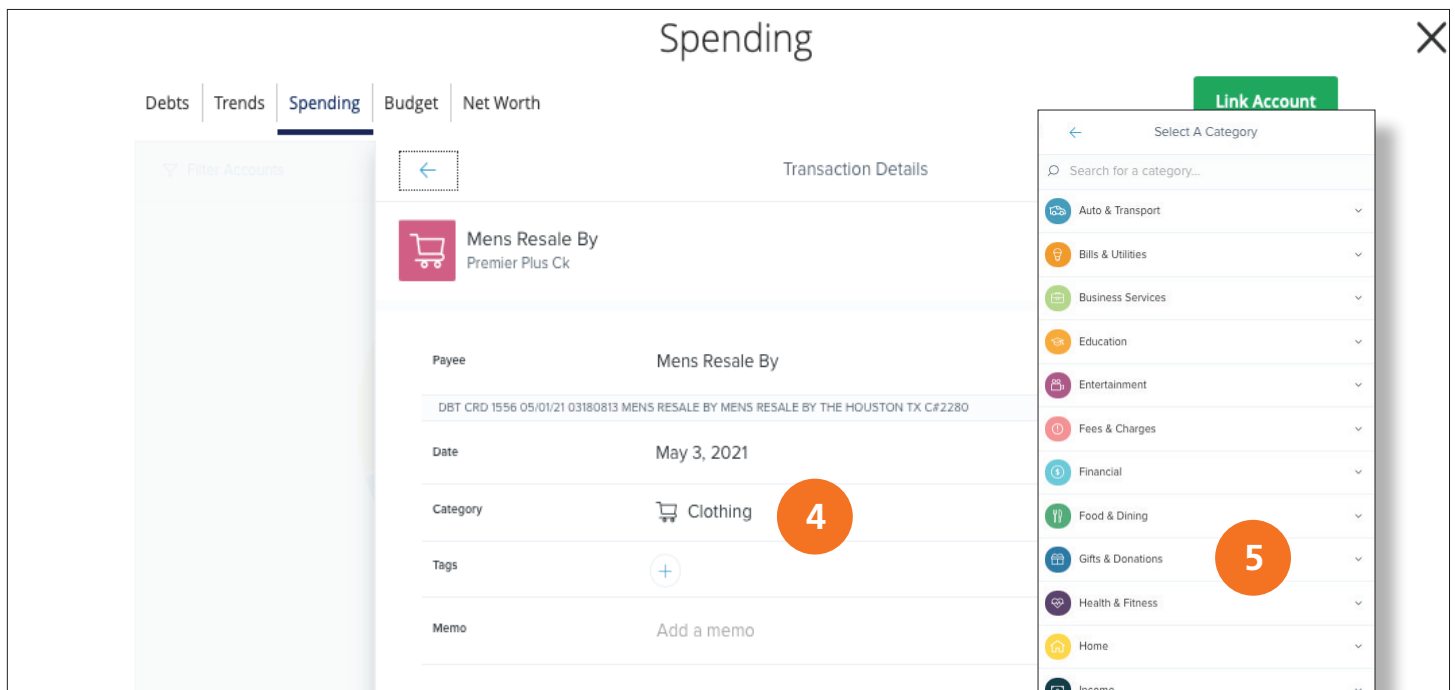 Spending
Debts Trends Spending Budget Net Worth
Link Account
Filter Accounts
Transaction Details
Mens Resale By
Premier Plus Ck
Payee Mens Resale By
DBT CRD 1556 05/01/21 03180813 MENS RESALE BY MENS RESALE BY THE HOUSTON TX C#2280
Date May 3, 2021
Category Clothing 4
Tags
Memo Add a memo
Select A Category
Search for a category...
Auto & Transport
Bills & Utilities
Business Services
Education
Entertainment
Fees & Charges
Financial
Food & Dining
Gifts & Donations 5
Health & Fitness
Home
Income